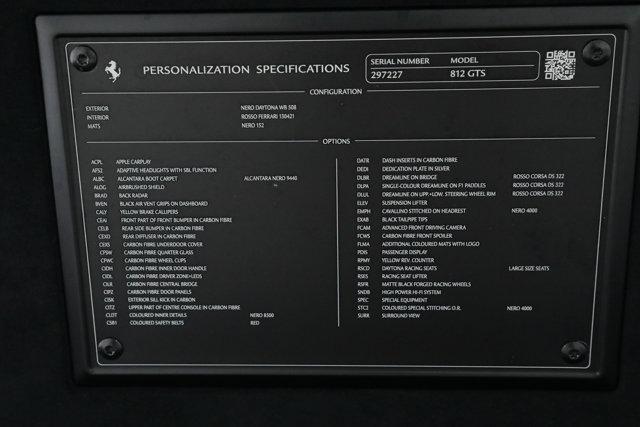 PERSONALIZATION SPECIFICATIONS
SERIAL NUMBER MODEL
297227 812 GTS
CONFIGURATION
EXTERIOR NERO DAYTONA WB 508
INTERIOR ROSSO FERRARI 130421
MATS NERO 152
OPTIONS
ACPL APPLE CARPLAY
AFS2 ADAPTIVE HEADLIGHTS WITH SBL FUNCTION
ALBC ALCANTARA BOOT CARPET ALCANTARA NERO 9440
ALOG AIRBRUSHED SHIELD
BRAD BACK RADAR
BVEN BLACK AIR VENT GRIPS ON DASHBOARD
CALY YELLOW BRAKE CALLIPERS
CEAI FRONT PART OF FRONT BUMPER IN CARBON FIBRE
CELB REAR SIDE BUMPER IN CARBON FIBRE
CEXD REAR DIFFUSER IN CARBON FIBRE
CEXS CARBON FIBRE UNDERDOOR COVER
CFSW CARBON FIBRE QUARTER GLASS
CFWC CARBON FIBRE WHEEL CUPS
CIDH CARBON FIBRE INNER DOOR HANDLE
CIDL CARBON FIBRE DRIVER ZONE+LEDS
CILR CARBON FIBRE CENTRAL BRIDGE
CIPZ CARBON FIBRE DOOR PANELS
CISK EXTERIOR SILL KICK IN CARBON
CITZ UPPER PART OF CENTRE CONSOLE IN CARBON FIBRE
CLDT COLOURED INNER DETAILS NERO 8500
CSB1 COLOURED SAFETY BELTS RED
DATR DASH INSERTS IN CARBON FIBRE
DEDI DEDICATION PLATE IN SILVER
DLBR DREAMLINE ON BRIDGE ROSSO CORSA DS 322
DLPA SINGLE-COLOUR DREAMLINE ON F1 PADDLES ROSSO CORSA DS 322
DLUL DREAMLINE ON UPP.+LOW. STEERING WHEEL RIM ROSSO CORSA DS 322
ELEV SUSPENSION LIFTER
EMPH CAVALLINO STITCHED ON HEADREST NERO 4000
EXAB BLACK TAILPIPE TIPS
FCAM ADVANCED FRONT DRIVING CAMERA
FCWS CARBON FIBRE FRONT SPOILER
FLMA ADDITIONAL COLOURED MATS WITH LOGO
PDIS PASSENGER DISPLAY
RPMY YELLOW REV. COUNTER
RSCD DAYTONA RACING SEATS LARGE SIZE SEATS
RSES RACING SEAT LIFTER
RSFR MATTE BLACK FORGED RACING WHEELS
SNDB HIGH POWER HI-FI SYSTEM
SPEC SPECIAL EQUIPMENT
STC2 COLOURED SPECIAL STITCHING O.R. NERO 4000
SURR SURROUND VIEW